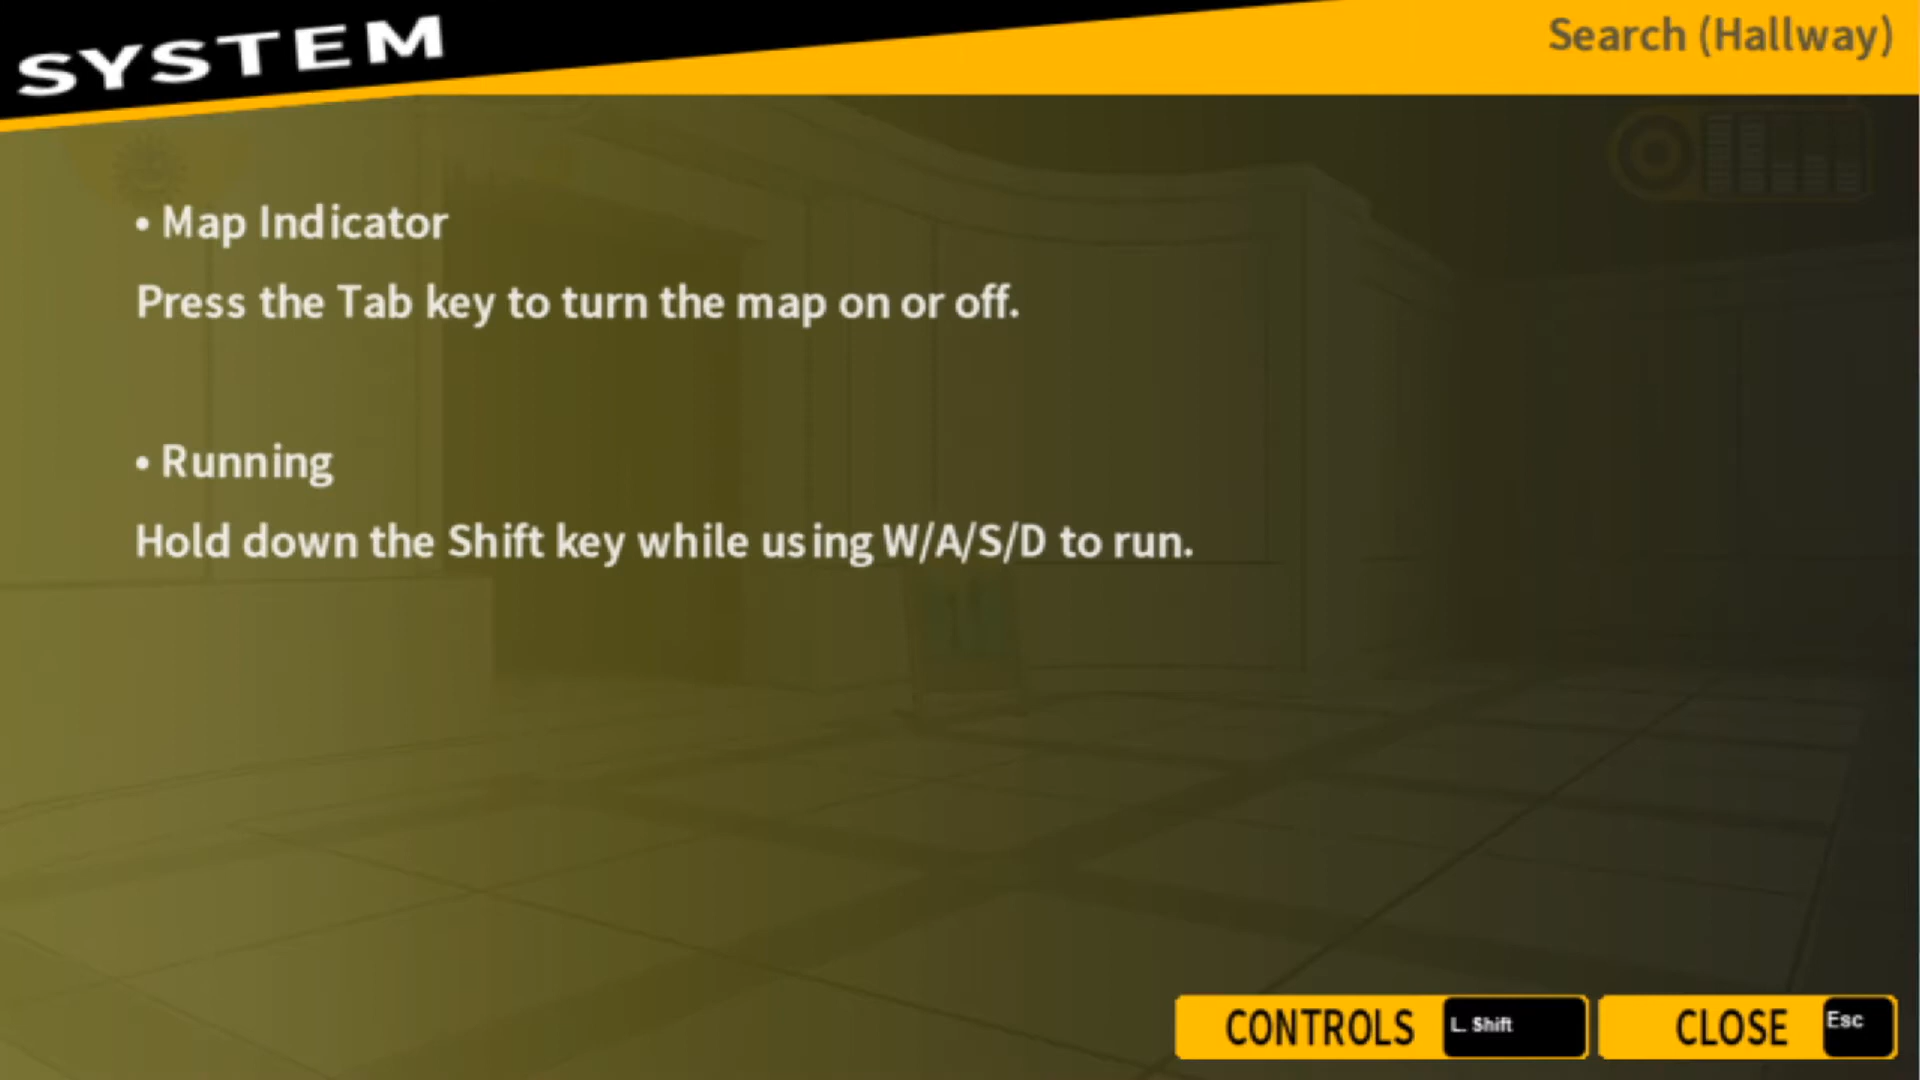 SYSTEM
Search (Hallway)
• Map Indicator
Press the Tab key to turn the map on or off.
• Running
Hold down the Shift key while using W/A/S/D to run.
CONTROLS L. Shift CLOSE Esc